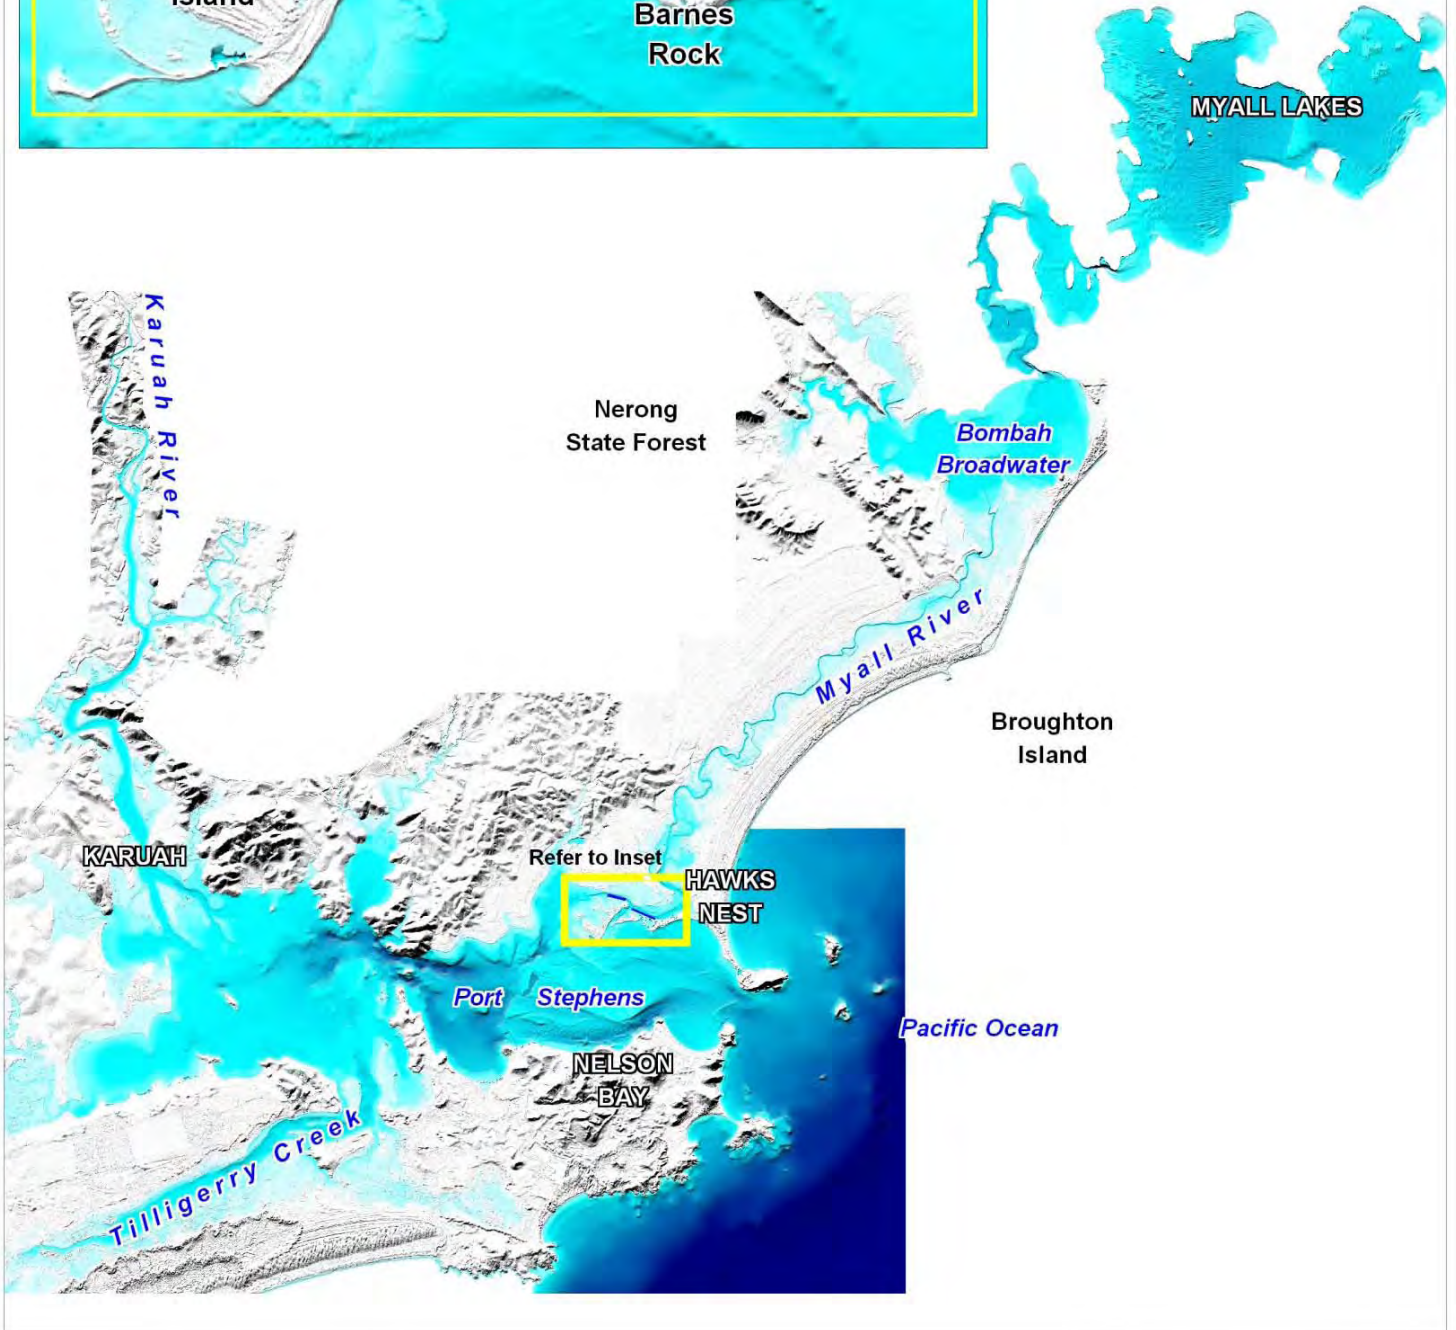 Island
Barnes
Rock
MYALL LAKES
Karuah River
Nerong
State Forest
Bombah
Broadwater
Myall River
Broughton
Island
KARUAH
Refer to Inset
HAWKS
NEST
Port Stephens
Pacific Ocean
NELSON
BAY
Tilligerry Creek